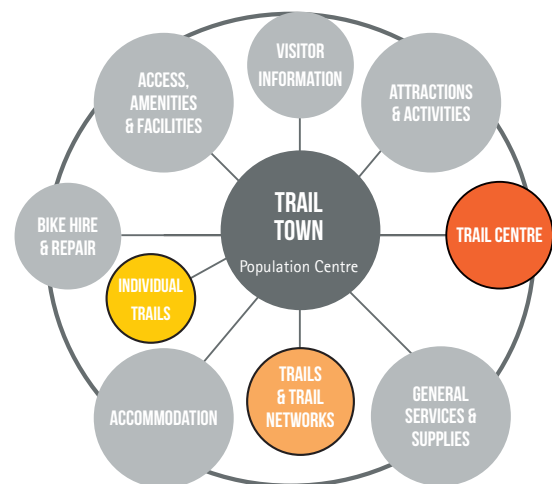 VISITOR
INFORMATION
ACCESS,
AMENITIES
& FACILITIES
ATTRACTIONS
& ACTIVITIES
TRAIL
TOWN
Population Centre
BIKE HIRE
& REPAIR
TRAIL CENTRE
INDIVIDUAL
TRAILS
TRAILS
& TRAIL
NETWORKS
ACCOMMODATION
GENERAL
SERVICES &
SUPPLIES